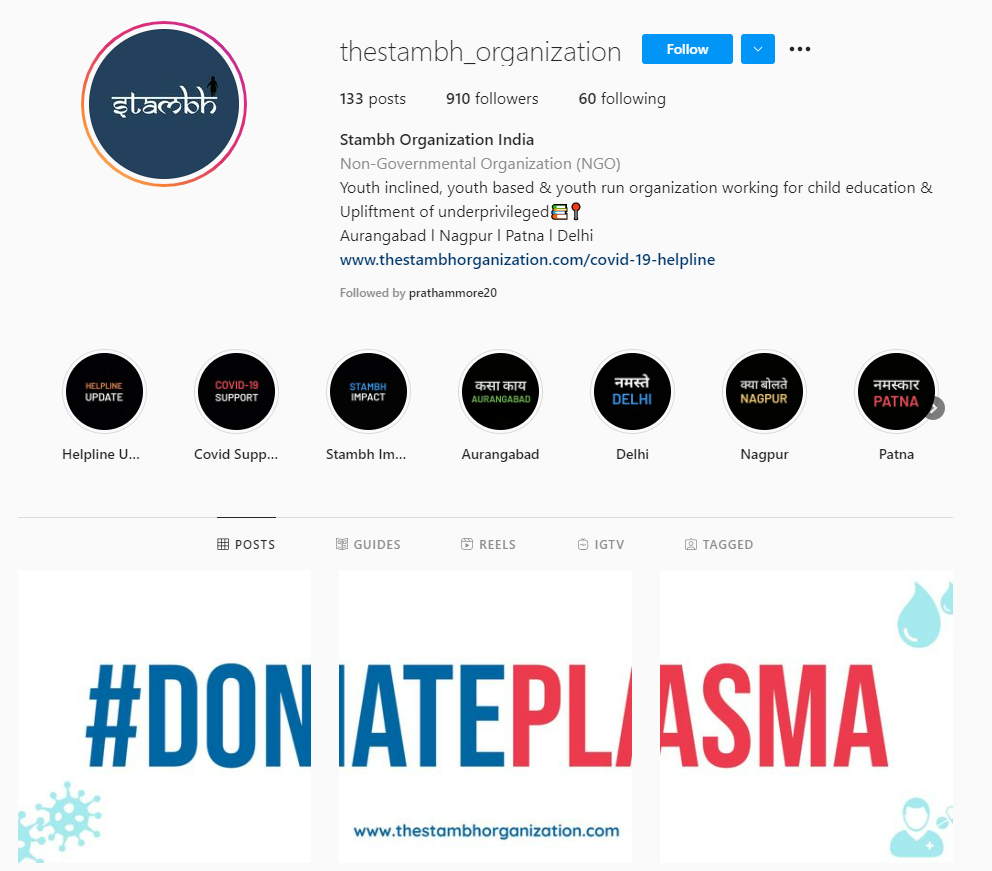 stambh
thestambh_organization
Follow
133 posts 910 followers 60 following
Stambh Organization India
Non-Governmental Organization (NGO)
Youth inclined, youth based & youth run organization working for child education &
Upliftment of underprivileged📚📍
Aurangabad l Nagpur l Patna l Delhi
www.thestambhorganization.com/covid-19-helpline
Followed by prathammore20
HELPLINE
UPDATE
COVID-19
SUPPORT
STAMBH
IMPACT
कसा काय
AURANGABAD
नमस्ते
DELHI
क्या बोलते
NAGPUR
नमस्कार
PATNA
Helpline U... Covid Supp... Stambh Im... Aurangabad Delhi Nagpur Patna
POSTS GUIDES REELS IGTV TAGGED
#DONATEPLASMA
www.thestambhorganization.com